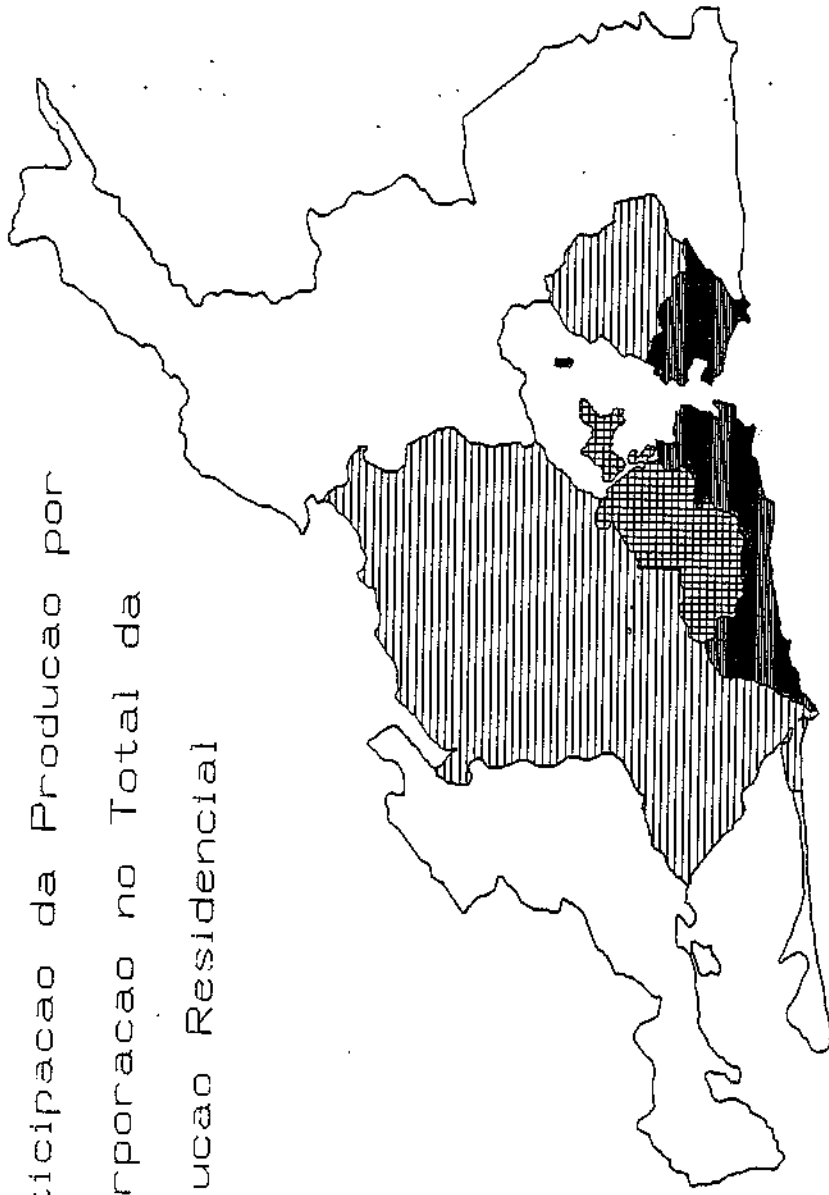 ticipacao da Producao por
rporacao no Total da
ucao Residencial